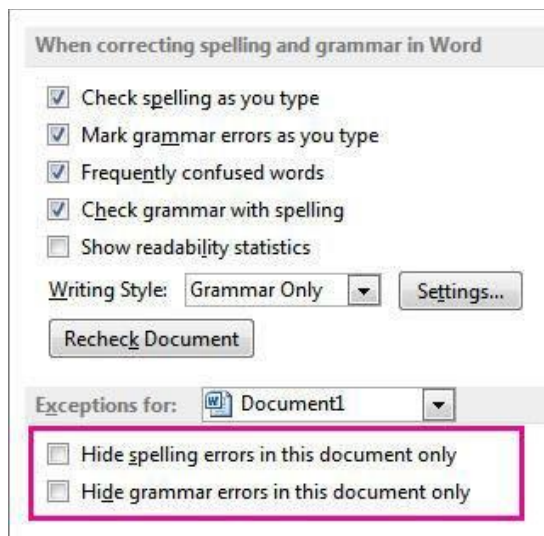 When correcting spelling and grammar in Word
Check spelling as you type
Mark grammar errors as you type
Frequently confused words
Check grammar with spelling
Show readability statistics
Writing Style: Grammar Only Settings...
Recheck Document
Exceptions for: Document1
Hide spelling errors in this document only
Hide grammar errors in this document only